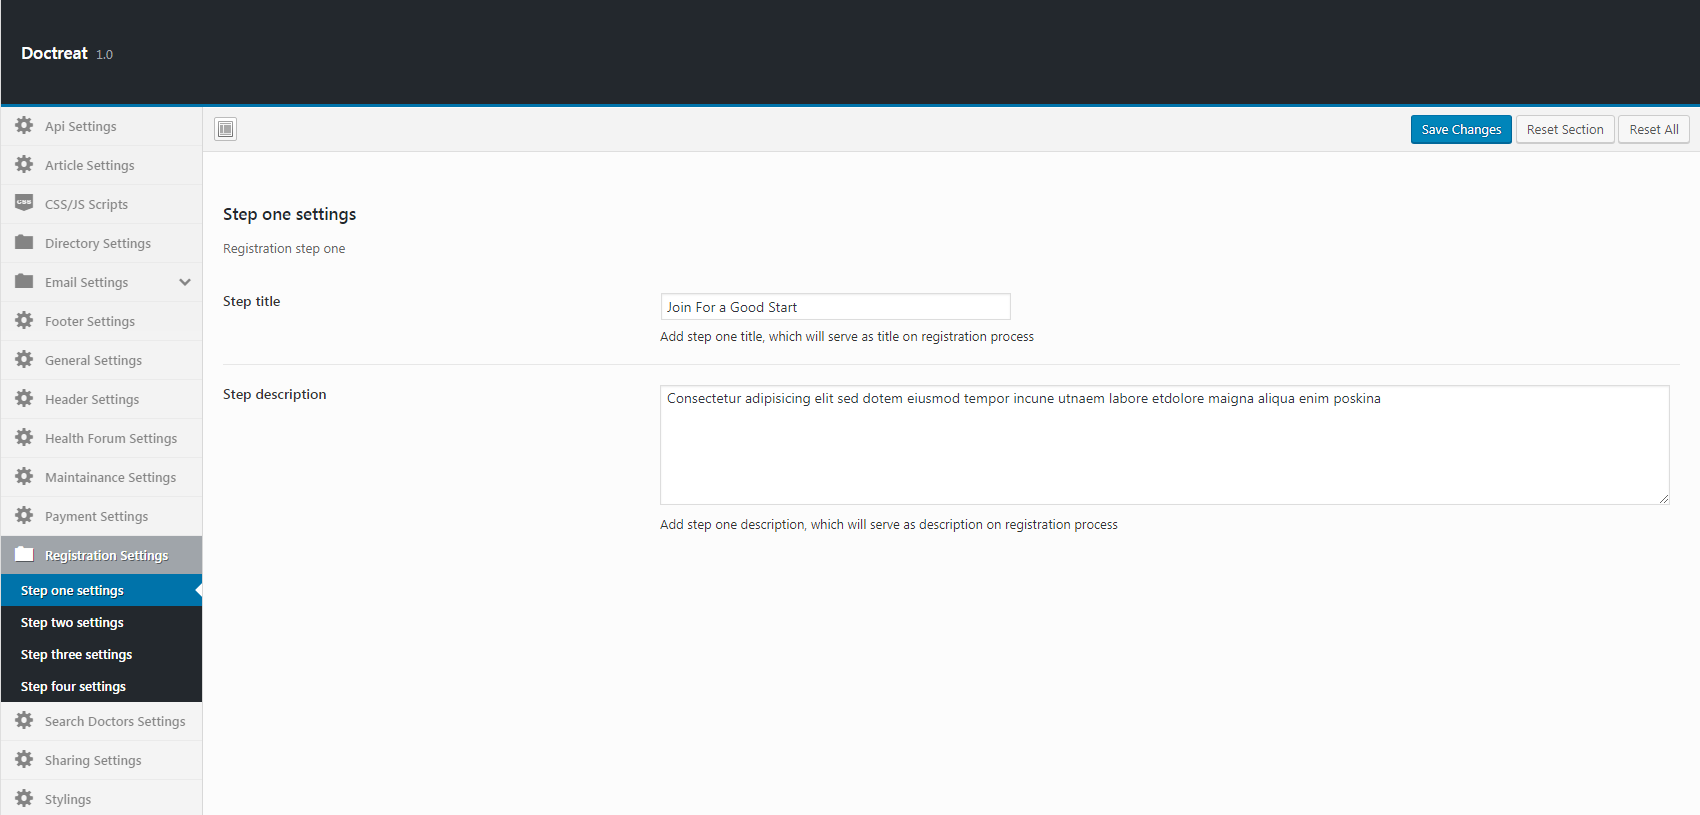 Doctreat 1.0
Api Settings
Article Settings
CSS
CSS/JS Scripts
Directory Settings
Email Settings
Footer Settings
General Settings
Header Settings
Health Forum Settings
Maintainance Settings
Payment Settings
Registration Settings
Step one settings
Step two settings
Step three settings
Step four settings
Search Doctors Settings
Sharing Settings
Stylings
Save Changes
Reset Section
Reset All
Step one settings
Registration step one
Step title
Join For a Good Start
Add step one title, which will serve as title on registration process
Step description
Consectetur adipisicing elit sed dotem eiusmod tempor incune utnaem labore etdolore maigna aliqua enim poskina
Add step one description, which will serve as description on registration process